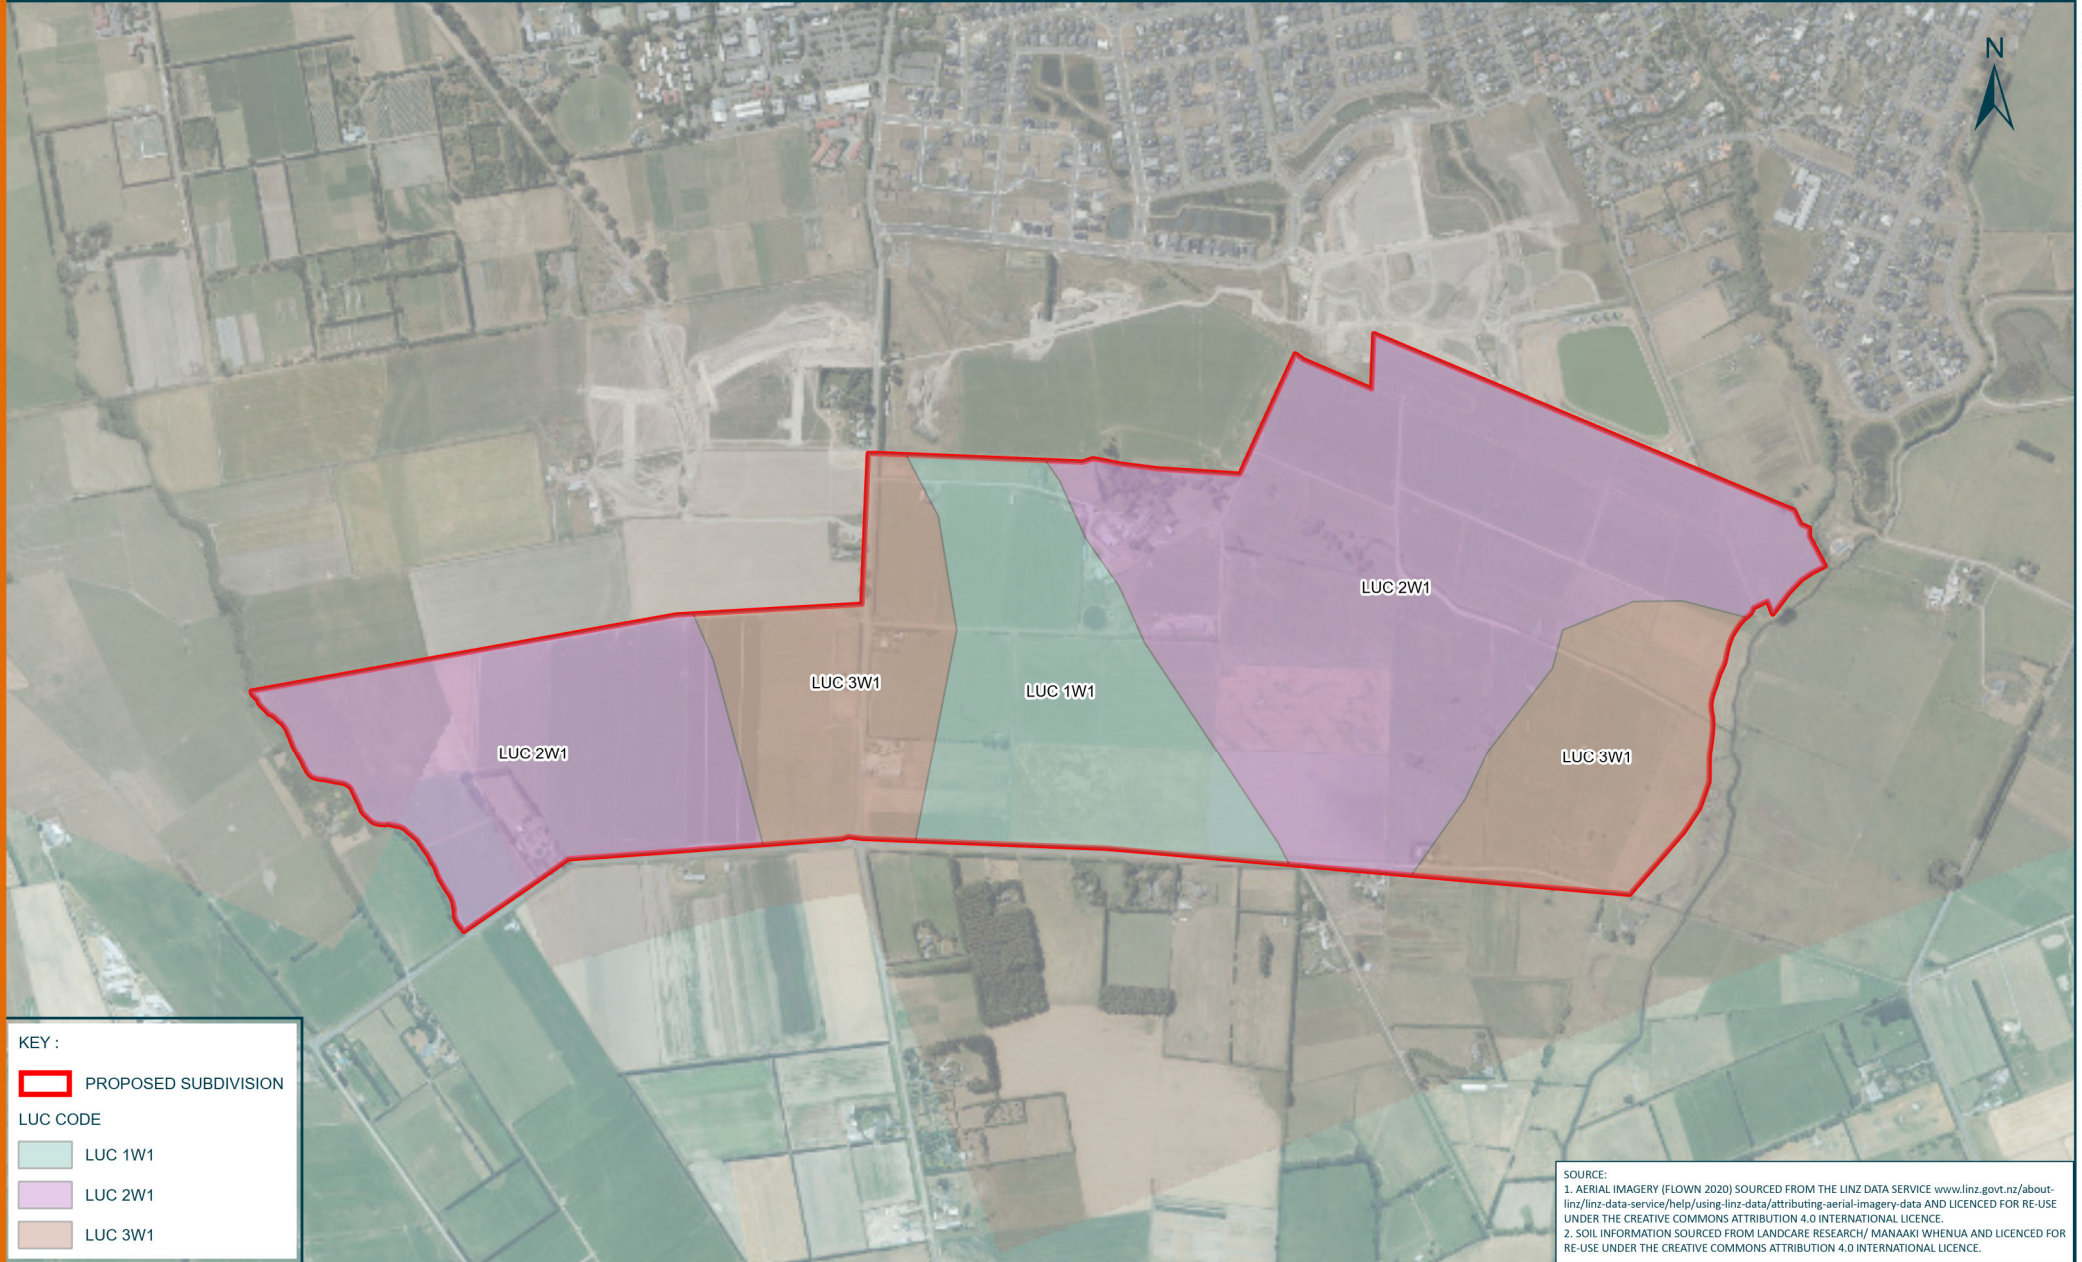 N
LUC 2W1
LUC 3W1
LUC 1W1
LUC 2W1
LUC 3W1
KEY :
PROPOSED SUBDIVISION
LUC CODE
LUC 1W1
LUC 2W1
LUC 3W1
SOURCE:
1. AERIAL IMAGERY (FLOWN 2020) SOURCED FROM THE LINZ DATA SERVICE www.linz.govt.nz/about-
linz/linz-data-service/help/using-linz-data/attributing-aerial-imagery-data AND LICENCED FOR RE-USE
UNDER THE CREATIVE COMMONS ATTRIBUTION 4.0 INTERNATIONAL LICENCE.
2. SOIL INFORMATION SOURCED FROM LANDCARE RESEARCH/ MANAAKI WHENUA AND LICENCED FOR
RE-USE UNDER THE CREATIVE COMMONS ATTRIBUTION 4.0 INTERNATIONAL LICENCE.